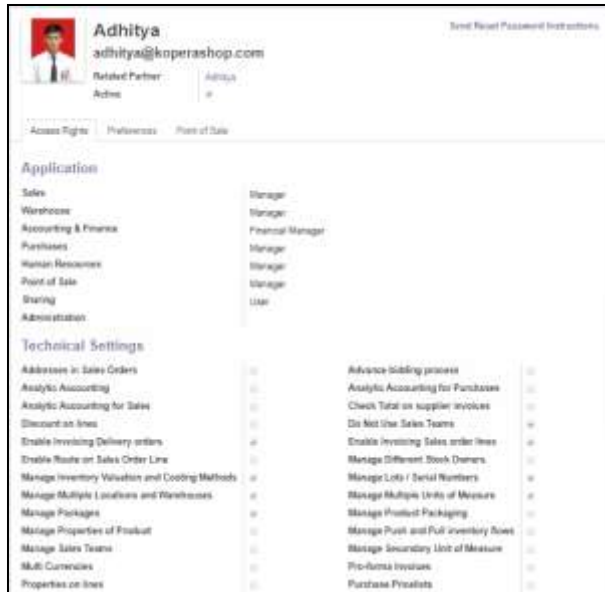 Adhitya
Send Reset Password Instructions
adhitya@koperashop.com
Related Partner Adhitya
Active
Access Rights Preferences Point of Sale
Application
Sales Manager
Warehouse Manager
Accounting & Finance Financial Manager
Purchases Manager
Human Resources Manager
Point of Sale Manager
Sharing User
Administration
Technical Settings
Addresses in Sales Orders Advance bidding process
Analytic Accounting Analytic Accounting for Purchases
Analytic Accounting for Sales Check Total on supplier invoices
Discount on lines Do Not Use Sales Teams
Enable Invoicing Delivery orders Enable Invoicing Sales order lines
Enable Route on Sales Order Line Manage Different Stock Owners
Manage Inventory Valuation and Costing Methods Manage Lots / Serial Numbers
Manage Multiple Locations and Warehouses Manage Multiple Units of Measure
Manage Packages Manage Product Packaging
Manage Properties of Product Manage Push and Pull inventory flows
Manage Sales Teams Manage Secondary Unit of Measure
Multi Currencies Pro-forma Invoices
Properties on lines Purchase Pricelists